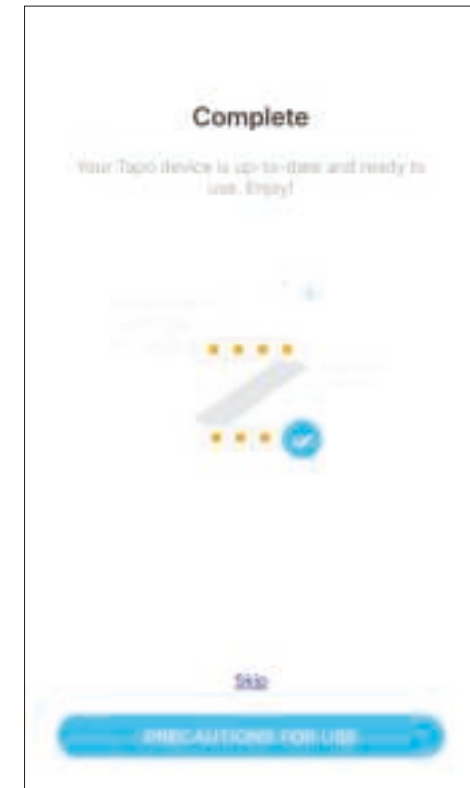 Complete
Your Tapo device is up-to-date and ready to
use. Enjoy!
Skip
PRECAUTIONS FOR USE